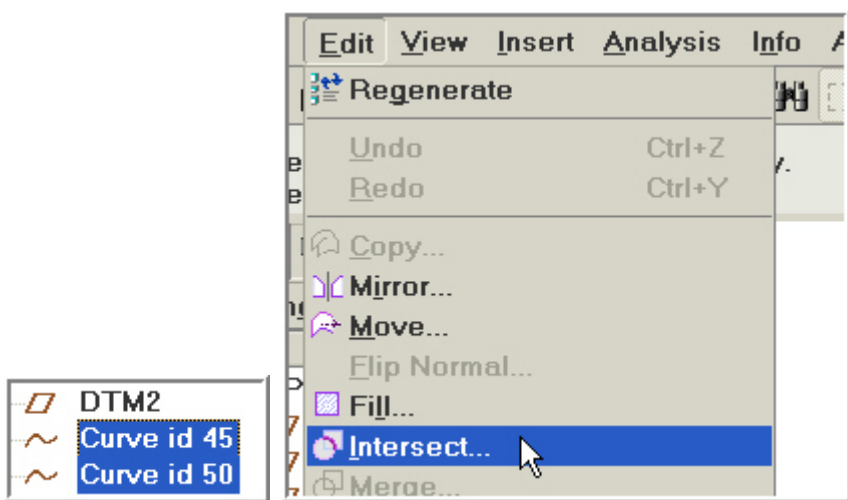 Edit View Insert Analysis Info
Regenerate
Undo Ctrl+Z
Redo Ctrl+Y
Copy...
Mirror...
Move...
Flip Normal...
Fill...
Intersect...
Merge...
DTM2
Curve id 45
Curve id 50